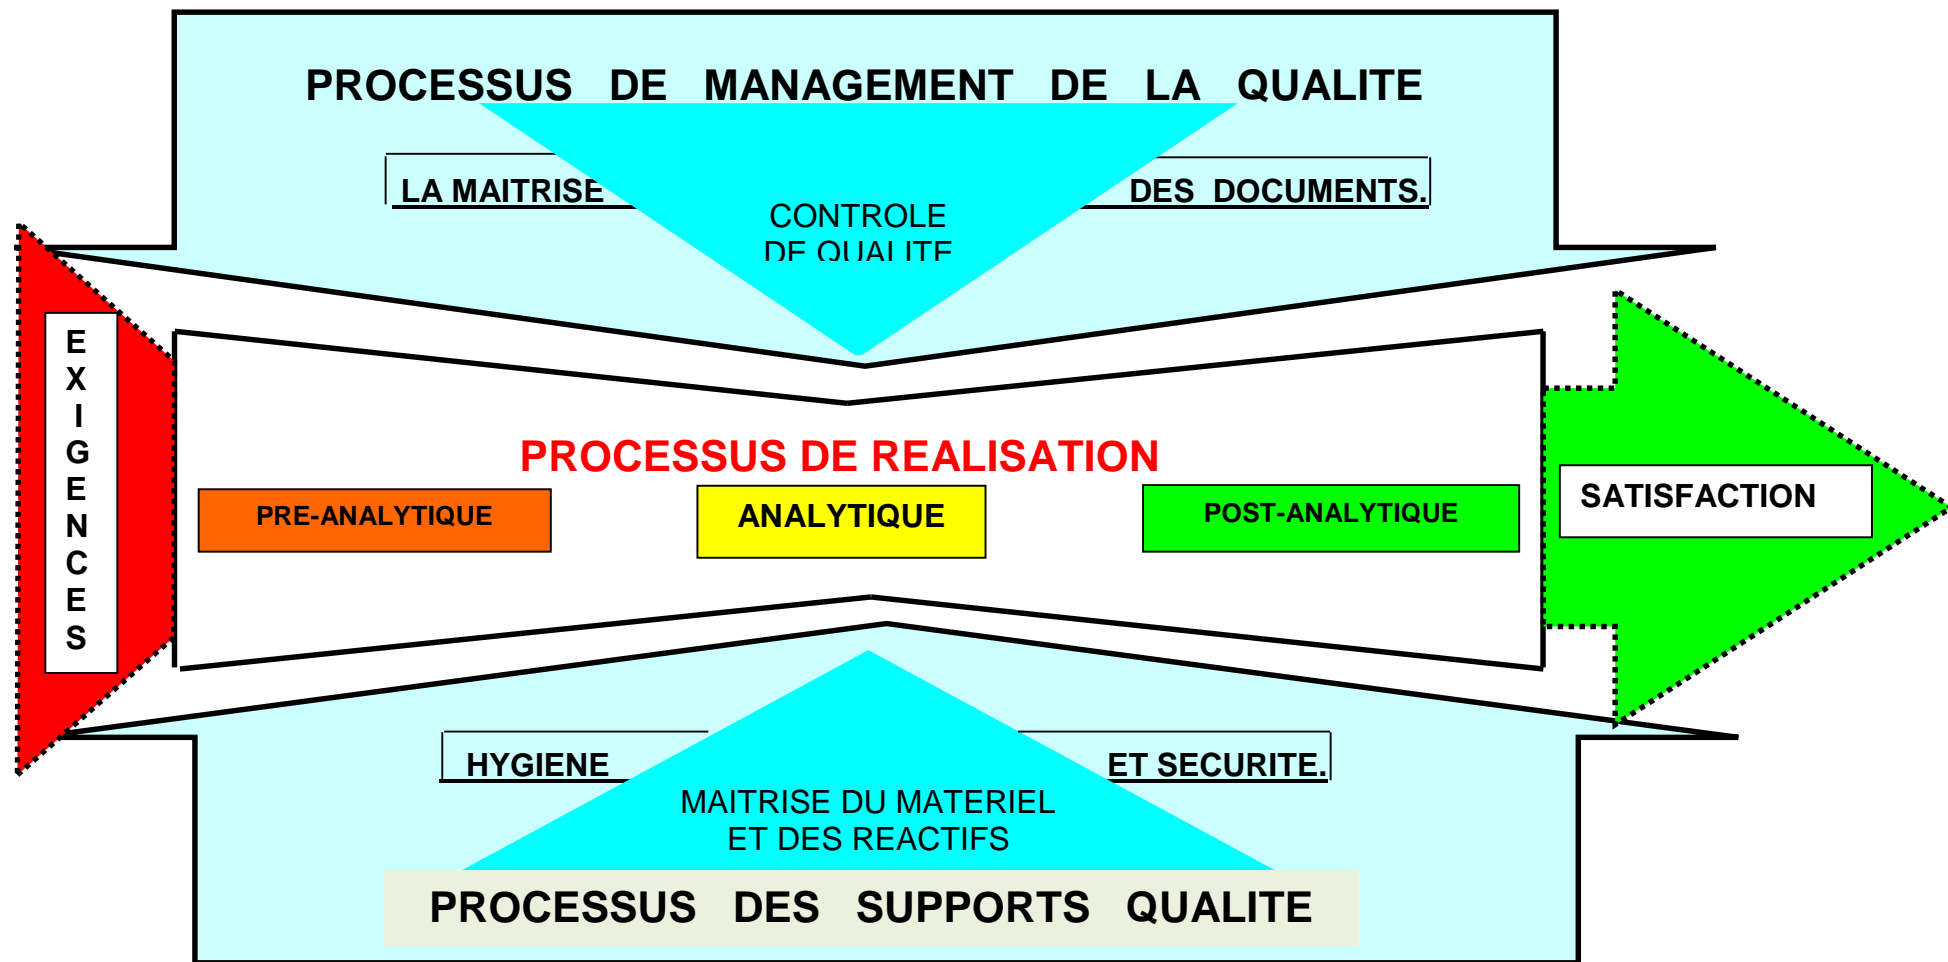 PROCESSUS DE MANAGEMENT DE LA QUALITE
LA MAITRISE DES DOCUMENTS.
CONTROLE
DE QUALITE
EXIGENCES
PROCESSUS DE REALISATION
PRE-ANALYTIQUE
ANALYTIQUE
POST-ANALYTIQUE
SATISFACTION
HYGIENE ET SECURITE.
MAITRISE DU MATERIEL
ET DES REACTIFS
PROCESSUS DES SUPPORTS QUALITE